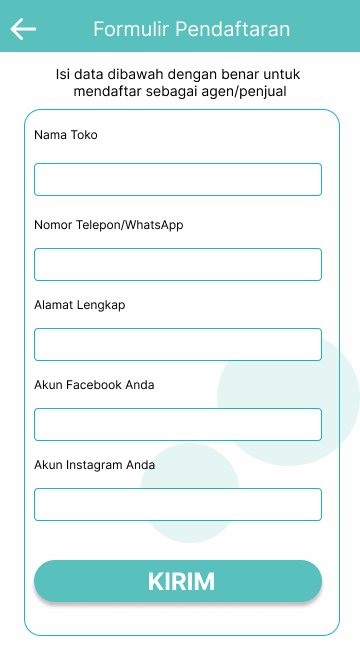 Formulir Pendaftaran
Isi data dibawah dengan benar untuk
mendaftar sebagai agen/penjual
Nama Toko
Nomor Telepon/WhatsApp
Alamat Lengkap
Akun Facebook Anda
Akun Instagram Anda
KIRIM